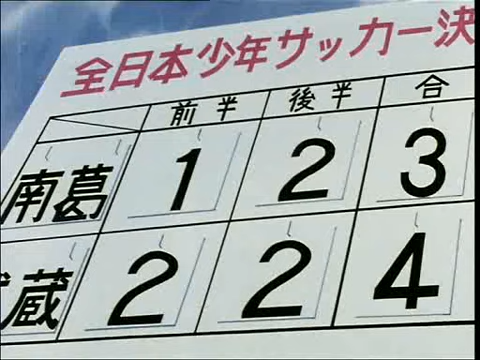 全日本少年サッカー決
前半 後半 合
南葛 1 2 3
蔵 2 2 4